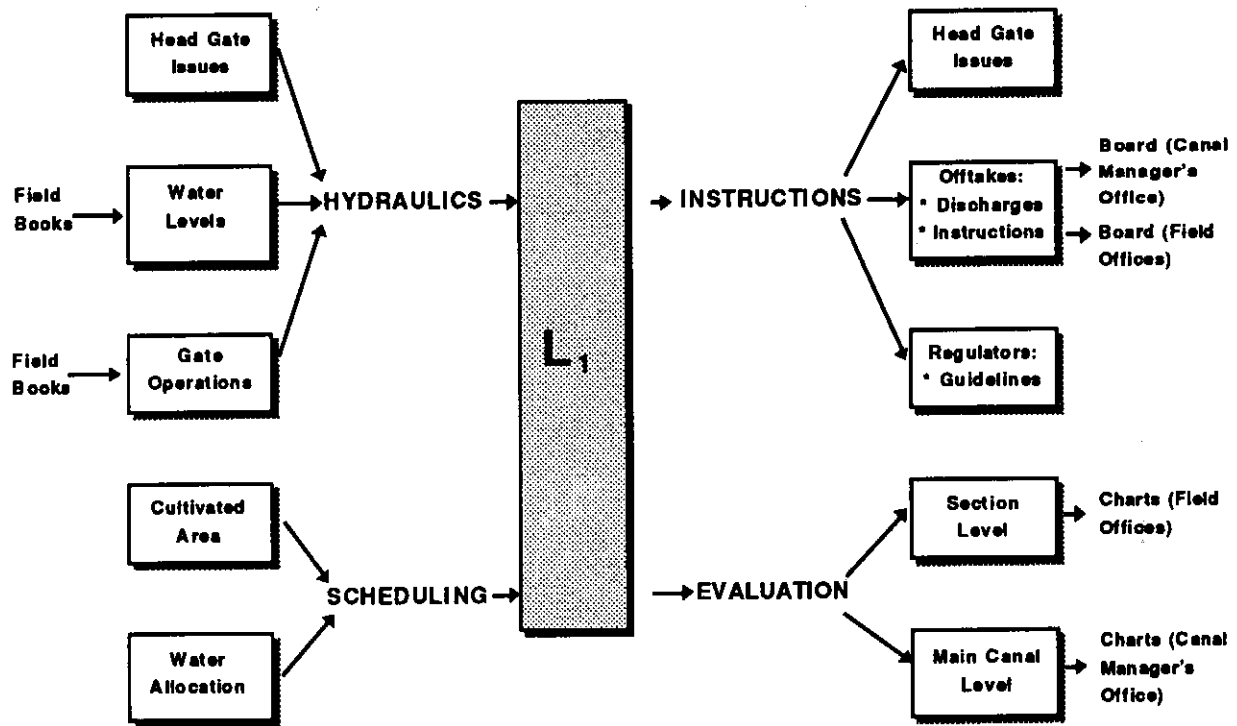 Head Gate
Issues
Field
Books
Water
Levels
Field
Books
Gate
Operations
HYDRAULICS
Cultivated
Area
Water
Allocation
SCHEDULING
L1
INSTRUCTIONS
Head Gate
Issues
Offtakes:
* Discharges
* Instructions
Board (Canal
Manager's
Office)
Board (Field
Offices)
Regulators:
* Guidelines
EVALUATION
Section
Level
Charts (Field
Offices)
Main Canal
Level
Charts (Canal
Manager's
Office)